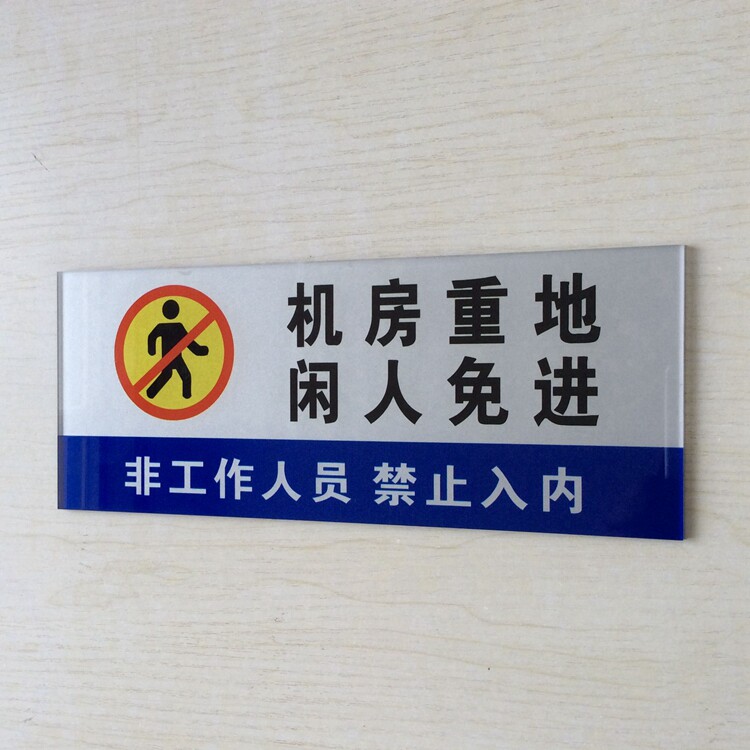 机房重地
闲人免进
非工作人员 禁止入内